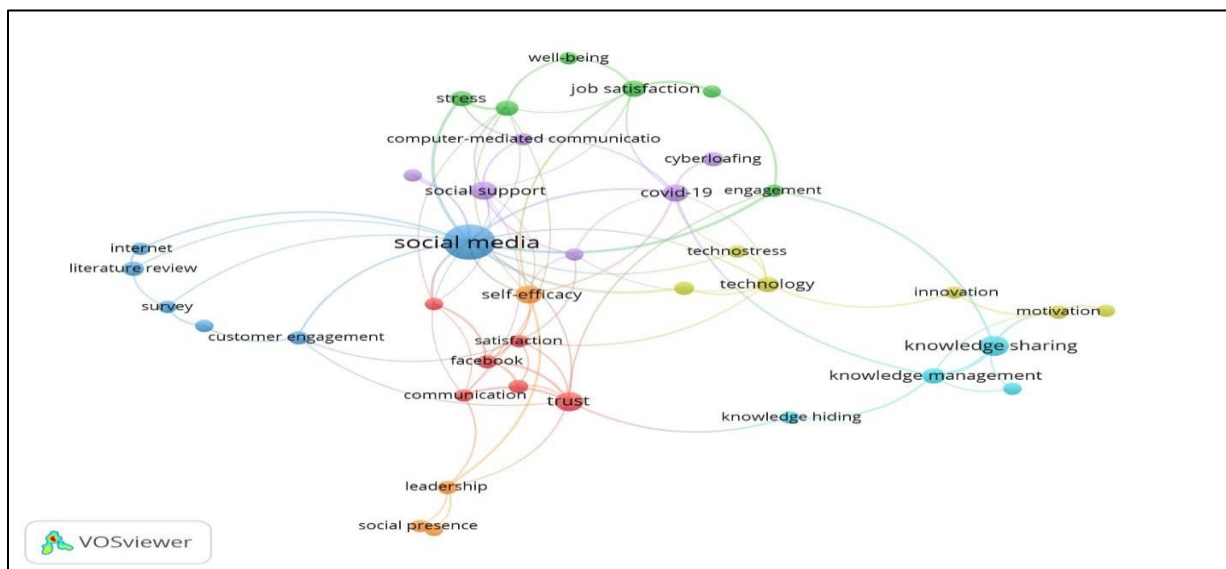 well-being
job satisfaction
stress
computer-mediated communicatio
cyberloafing
social support
covid-19
engagement
social media
internet
technostress
literature review
technology
self-efficacy
innovation
survey
motivation
customer engagement
satisfaction
knowledge sharing
facebook
knowledge management
communication
trust
knowledge hiding
leadership
social presence
VOSviewer